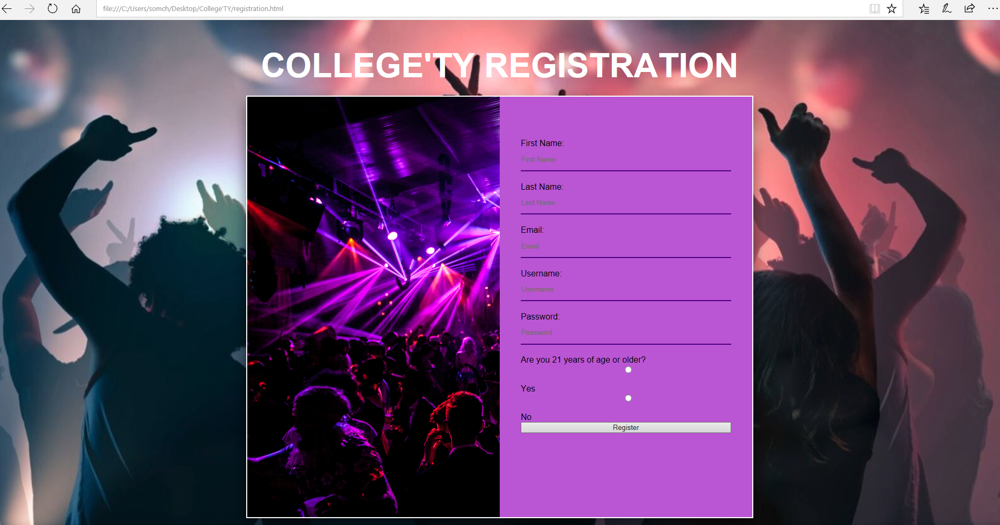 file:///C:/Users/somch/Desktop/College'TY/registration.html
COLLEGE'TY REGISTRATION
First Name:
First Name
Last Name:
Last Name
Email:
Email
Username:
Username
Password:
Password
Are you 21 years of age or older?
Yes
No
Register